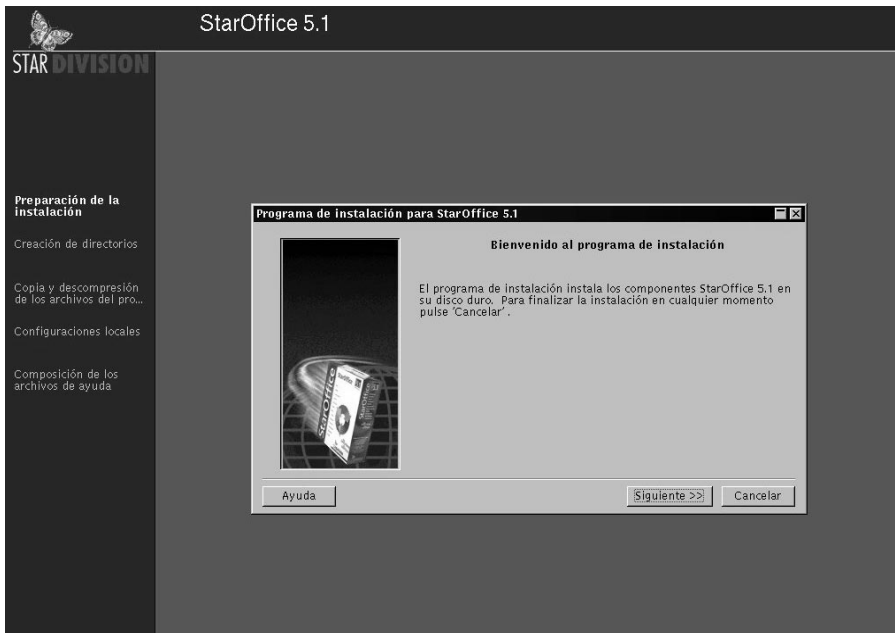 StarOffice 5.1
STAR DIVISION
Preparación de la
instalación
Creación de directorios
Copia y descompresión
de los archivos del pro...
Configuraciones locales
Composición de los
archivos de ayuda
Programa de instalación para StarOffice 5.1
Bienvenido al programa de instalación
El programa de instalación instala los componentes StarOffice 5.1 en
su disco duro. Para finalizar la instalación en cualquier momento
pulse 'Cancelar' .
StarOffice
Ayuda
Siguiente >>
Cancelar